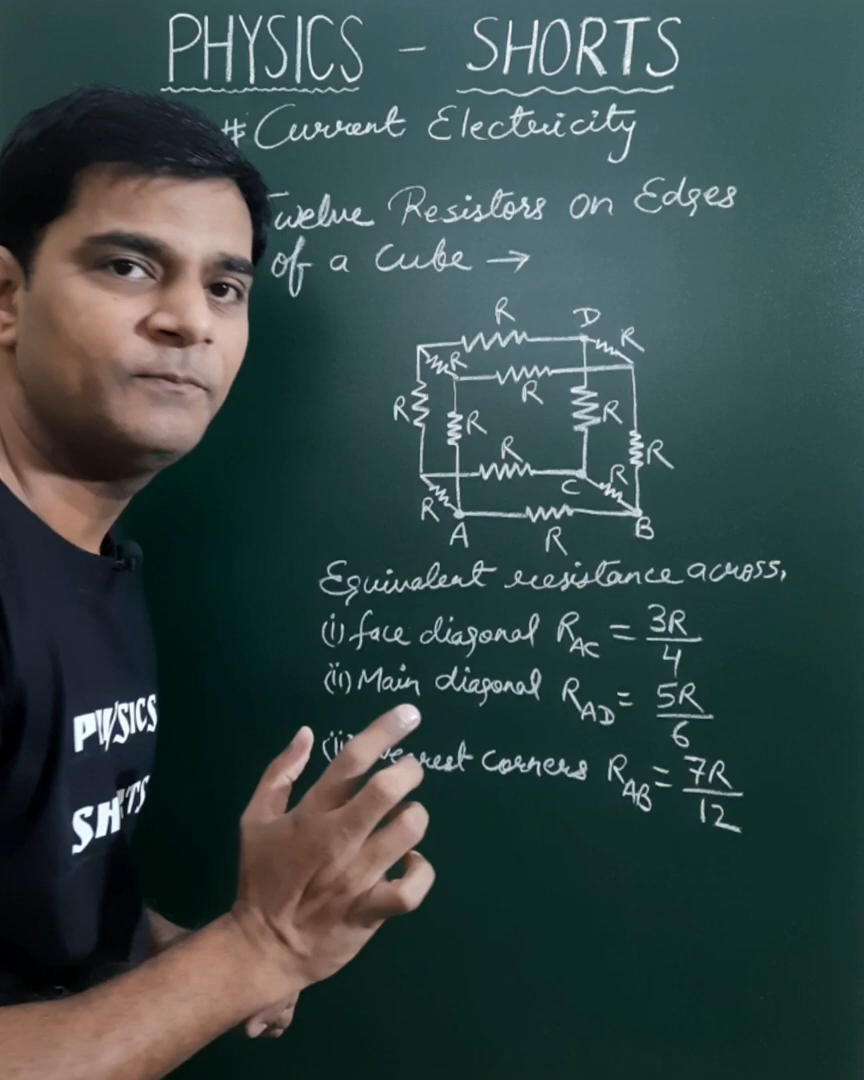 PHYSICS - SHORTS
# Current Electricity
Twelve Resistors on Edges
of a Cube →
R
D
R
R
R
R
R
R
R
R
R
R
C
R
R
A
R
B
Equivalent resistance across,
(i) face diagonal R_AC = 3R/4
(ii) Main diagonal R_AD = 5R/6
corners R_AB = 7R/12
PHYSICS
SHORTS